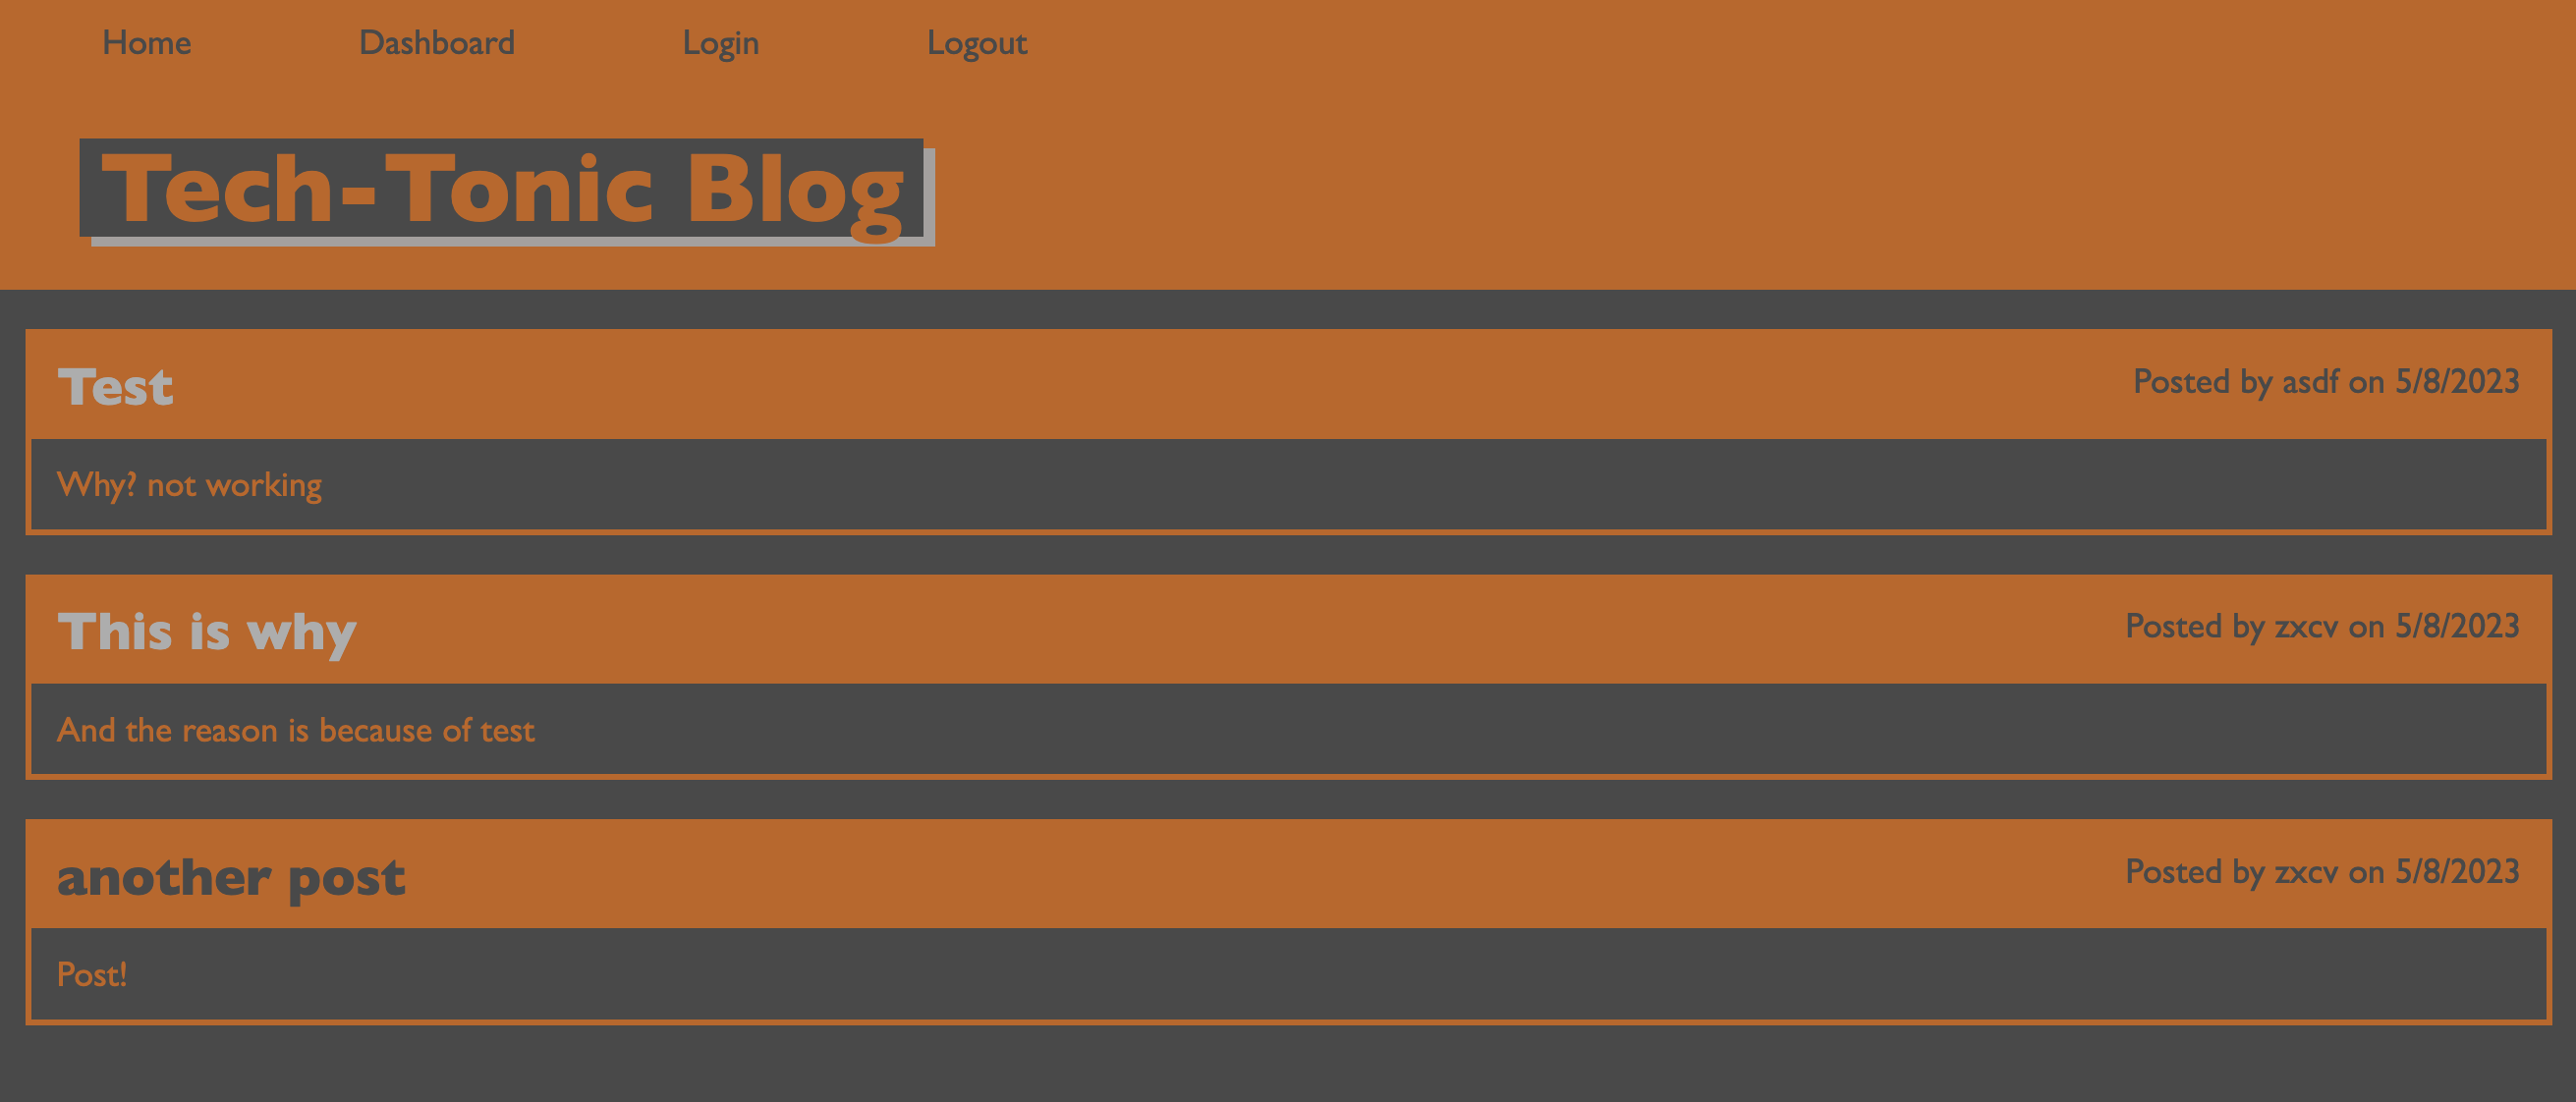 Home Dashboard Login Logout
Tech-Tonic Blog
Test Posted by asdf on 5/8/2023
Why? not working
This is why Posted by zxcv on 5/8/2023
And the reason is because of test
another post Posted by zxcv on 5/8/2023
Post!